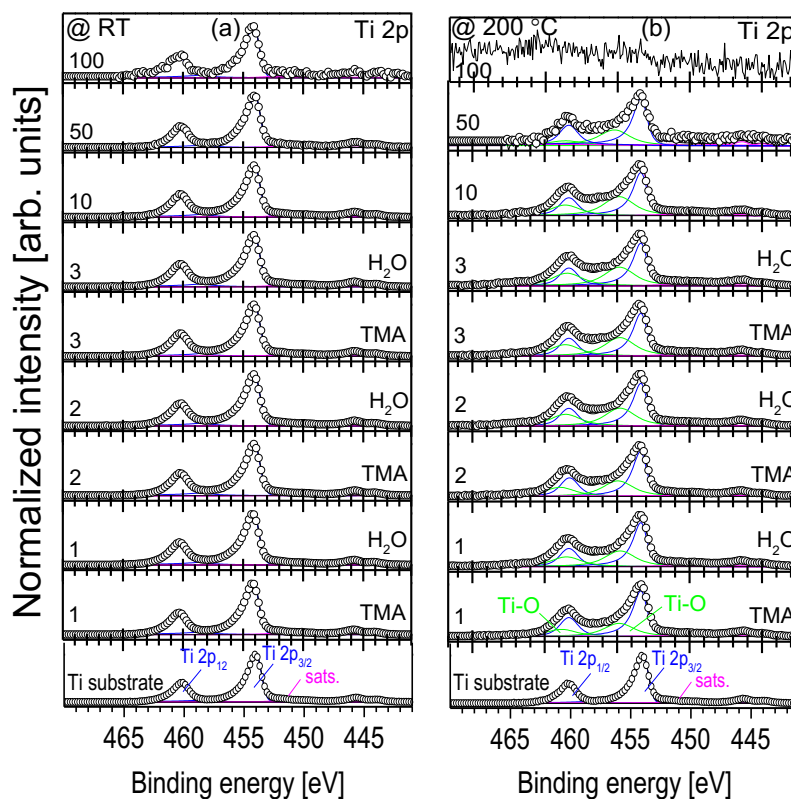 Normalized intensity [arb. units]
@ RT (a) Ti 2p
100
50
10
3 H₂O
3 TMA
2 H₂O
2 TMA
1 H₂O
1 TMA
Ti 2p₁₂ Ti 2p₃/₂
Ti substrate sats.
465 460 454 450 445
Binding energy [eV]
@ 200 °C (b) Ti 2p
100
50
10
3 H₂O
3 TMA
2 H₂O
2 TMA
1 H₂O
Ti-O Ti-O
1 TMA
Ti 2p₁/₂ Ti 2p₃/₂
Ti substrate sats.
465 460 455 450 445
Binding energy [eV]